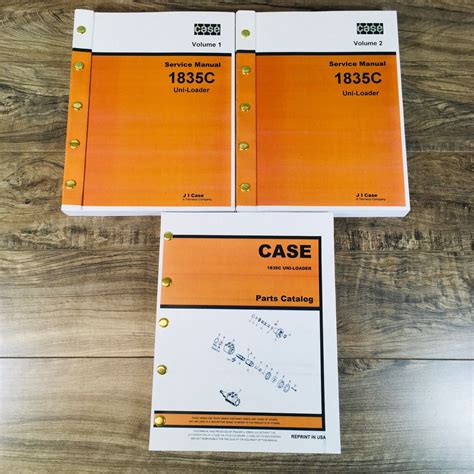 case
Volume 1
Service Manual
1835C
Uni-Loader
J I Case
A Tenneco Company
case
Volume 2
Service Manual
1835C
Uni-Loader
J I Case
A Tenneco Company
CASE
1835C UNI-LOADER
Parts Catalog
REPRINT IN USA